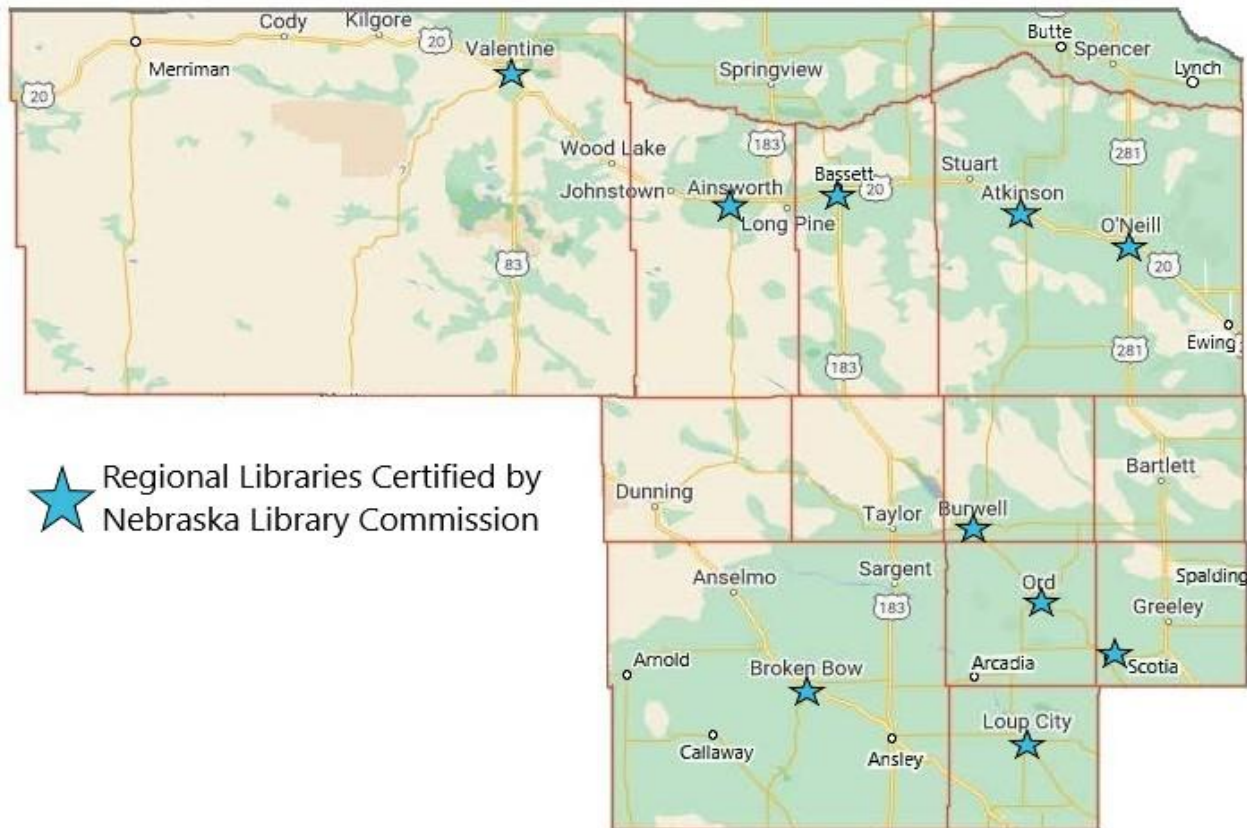 Cody
Kilgore
20
Valentine
Merriman
20
Butte
Spencer
Springview
Lynch
Wood Lake
183
281
Johnstown
Ainsworth
Bassett
20
Stuart
Atkinson
Long Pine
O'Neill
83
20
Ewing
183
281
Regional Libraries Certified by
Nebraska Library Commission
Dunning
Taylor
Burwell
Bartlett
Anselmo
Sargent
183
Ord
Spalding
Greeley
Arnold
Broken Bow
Arcadia
Scotia
Callaway
Ansley
Loup City